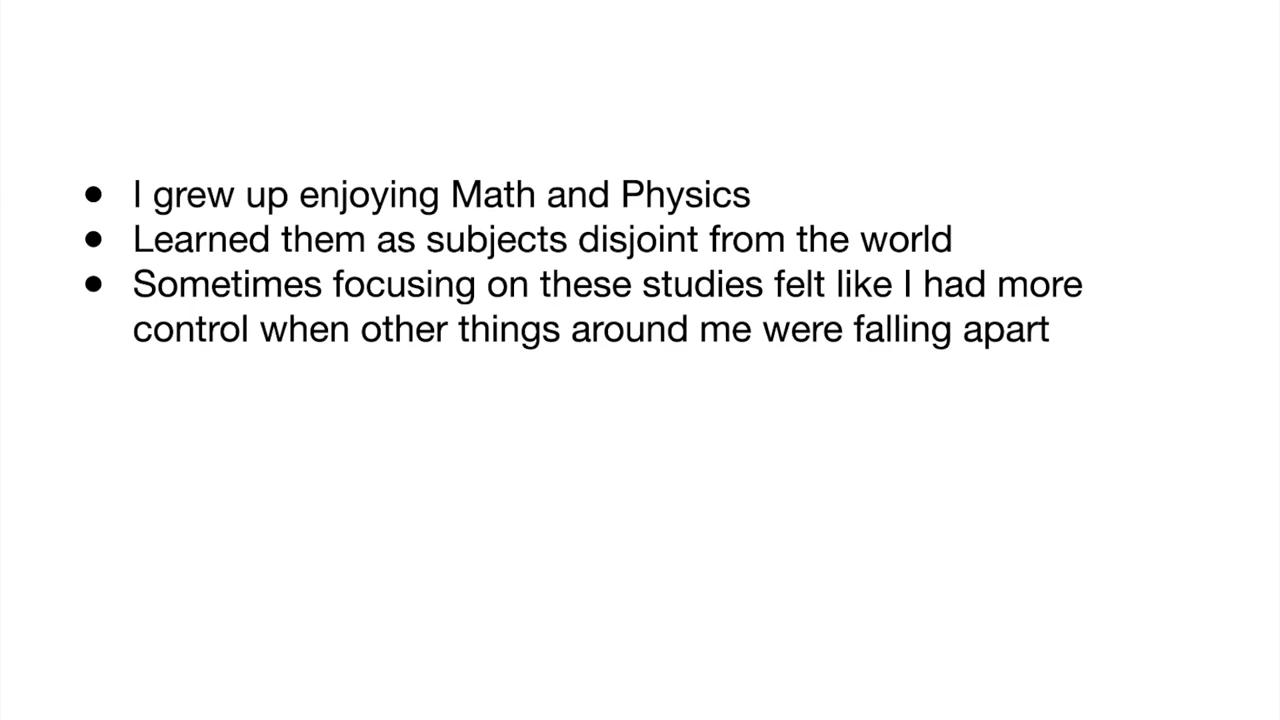 ● I grew up enjoying Math and Physics
● Learned them as subjects disjoint from the world
● Sometimes focusing on these studies felt like I had more
control when other things around me were falling apart